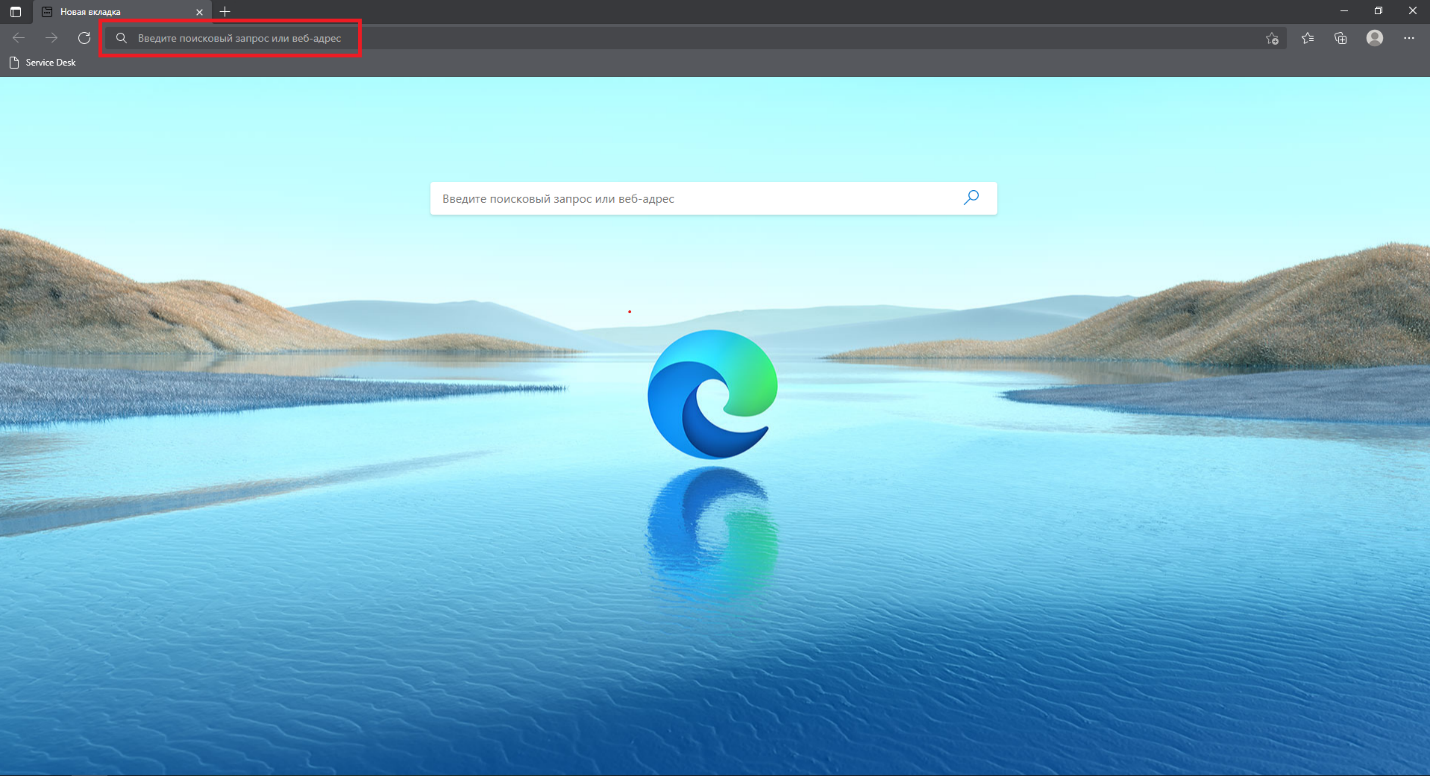 Новая вкладка
Введите поисковый запрос или веб-адрес
Service Desk
Введите поисковый запрос или веб-адрес